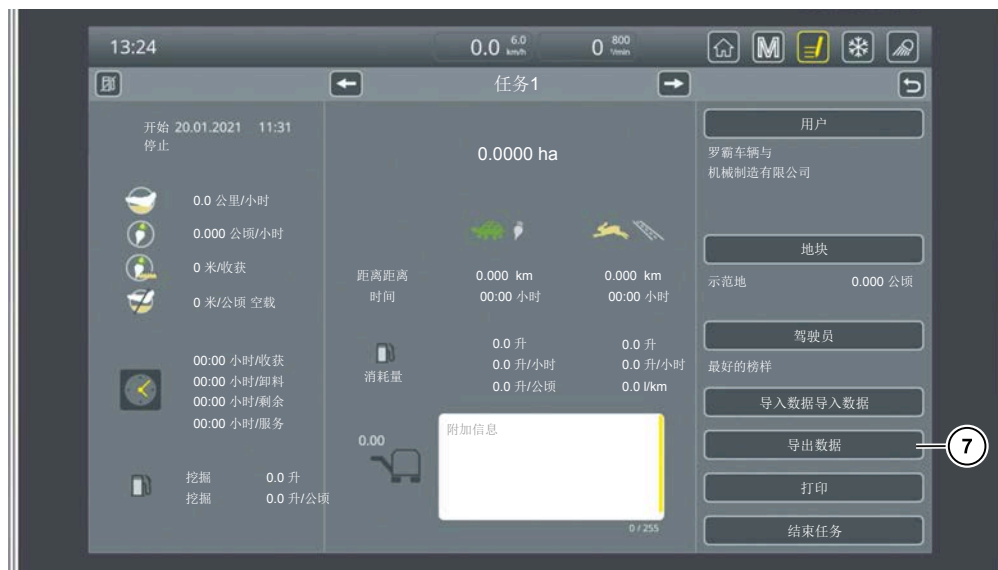 13:24
0.0 6.0 km/h
0 800 1/min
M
任务1
开始 20.01.2021 11:31
停止
0.0 公里/小时
0.000 公顷/小时
0 米/收获
0 米/公顷 空载
00:00 小时/收获
00:00 小时/卸料
00:00 小时/剩余
00:00 小时/服务
挖掘 0.0 升
挖掘 0.0 升/公顷
0.0000 ha
距离距离 0.000 km 0.000 km
时间 00:00 小时 00:00 小时
0.0 升 0.0 升
消耗量 0.0 升/小时 0.0 升/小时
0.0 升/公顷 0.0 l/km
0.00
附加信息
0 / 255
用户
罗霸车辆与
机械制造有限公司
地块
示范地 0.000 公顷
驾驶员
最好的榜样
导入数据导入数据
导出数据
7
打印
结束任务